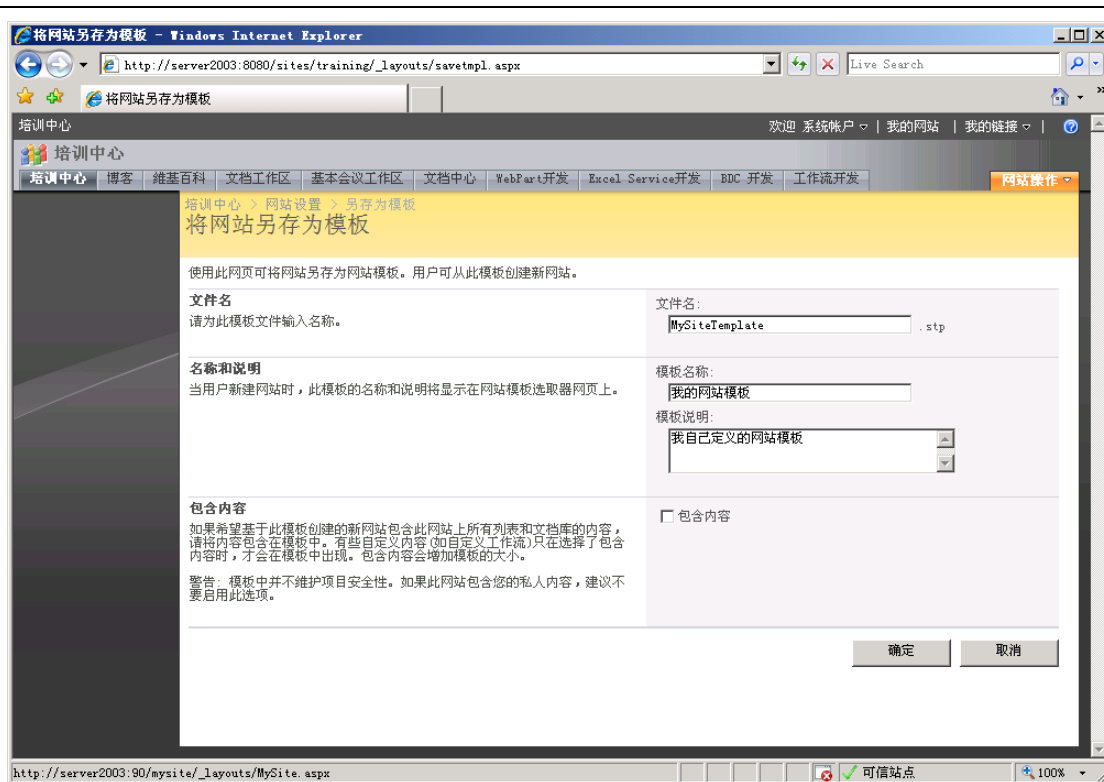 将网站另存为模板 - Windows Internet Explorer
http://server2003:8080/sites/training/_layouts/savetmpl.aspx
Live Search
将网站另存为模板
培训中心
欢迎 系统帐户 | 我的网站 | 我的链接 |
培训中心
培训中心 博客 维基百科 文档工作区 基本会议工作区 文档中心 WebPart开发 Excel Service开发 BDC 开发 工作流开发 网站操作
培训中心 > 网站设置 > 另存为模板
将网站另存为模板
使用此网页可将网站另存为网站模板。用户可从此模板创建新网站。
文件名
请为此模板文件输入名称。
文件名:
MySiteTemplate .stp
名称和说明
当用户新建网站时，此模板的名称和说明将显示在网站模板选取器网页上。
模板名称:
我的网站模板
模板说明:
我自己定义的网站模板
包含内容
如果希望基于此模板创建的新网站包含此网站上所有列表和文档库的内容，
请将内容包含在模板中。有些自定义内容(如自定义工作流)只在选择了包含
内容时，才会在模板中出现。包含内容会增加模板的大小。
警告: 模板中并不维护项目安全性。如果此网站包含您的私人内容，建议不
要启用此选项。
包含内容
确定 取消
http://server2003:90/mysite/_layouts/MySite.aspx
可信站点
100%